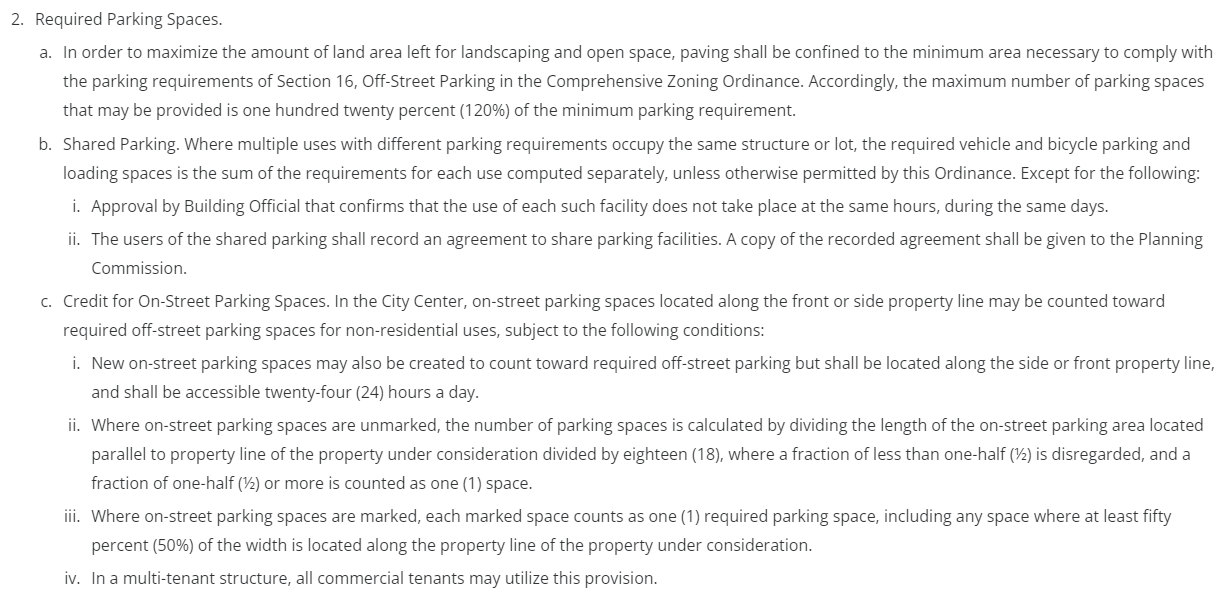 2. Required Parking Spaces.
a. In order to maximize the amount of land area left for landscaping and open space, paving shall be confined to the minimum area necessary to comply with
the parking requirements of Section 16, Off-Street Parking in the Comprehensive Zoning Ordinance. Accordingly, the maximum number of parking spaces
that may be provided is one hundred twenty percent (120%) of the minimum parking requirement.
b. Shared Parking. Where multiple uses with different parking requirements occupy the same structure or lot, the required vehicle and bicycle parking and
loading spaces is the sum of the requirements for each use computed separately, unless otherwise permitted by this Ordinance. Except for the following:
i. Approval by Building Official that confirms that the use of each such facility does not take place at the same hours, during the same days.
ii. The users of the shared parking shall record an agreement to share parking facilities. A copy of the recorded agreement shall be given to the Planning
Commission.
c. Credit for On-Street Parking Spaces. In the City Center, on-street parking spaces located along the front or side property line may be counted toward
required off-street parking spaces for non-residential uses, subject to the following conditions:
i. New on-street parking spaces may also be created to count toward required off-street parking but shall be located along the side or front property line,
and shall be accessible twenty-four (24) hours a day.
ii. Where on-street parking spaces are unmarked, the number of parking spaces is calculated by dividing the length of the on-street parking area located
parallel to property line of the property under consideration divided by eighteen (18), where a fraction of less than one-half (½) is disregarded, and a
fraction of one-half (½) or more is counted as one (1) space.
iii. Where on-street parking spaces are marked, each marked space counts as one (1) required parking space, including any space where at least fifty
percent (50%) of the width is located along the property line of the property under consideration.
iv. In a multi-tenant structure, all commercial tenants may utilize this provision.